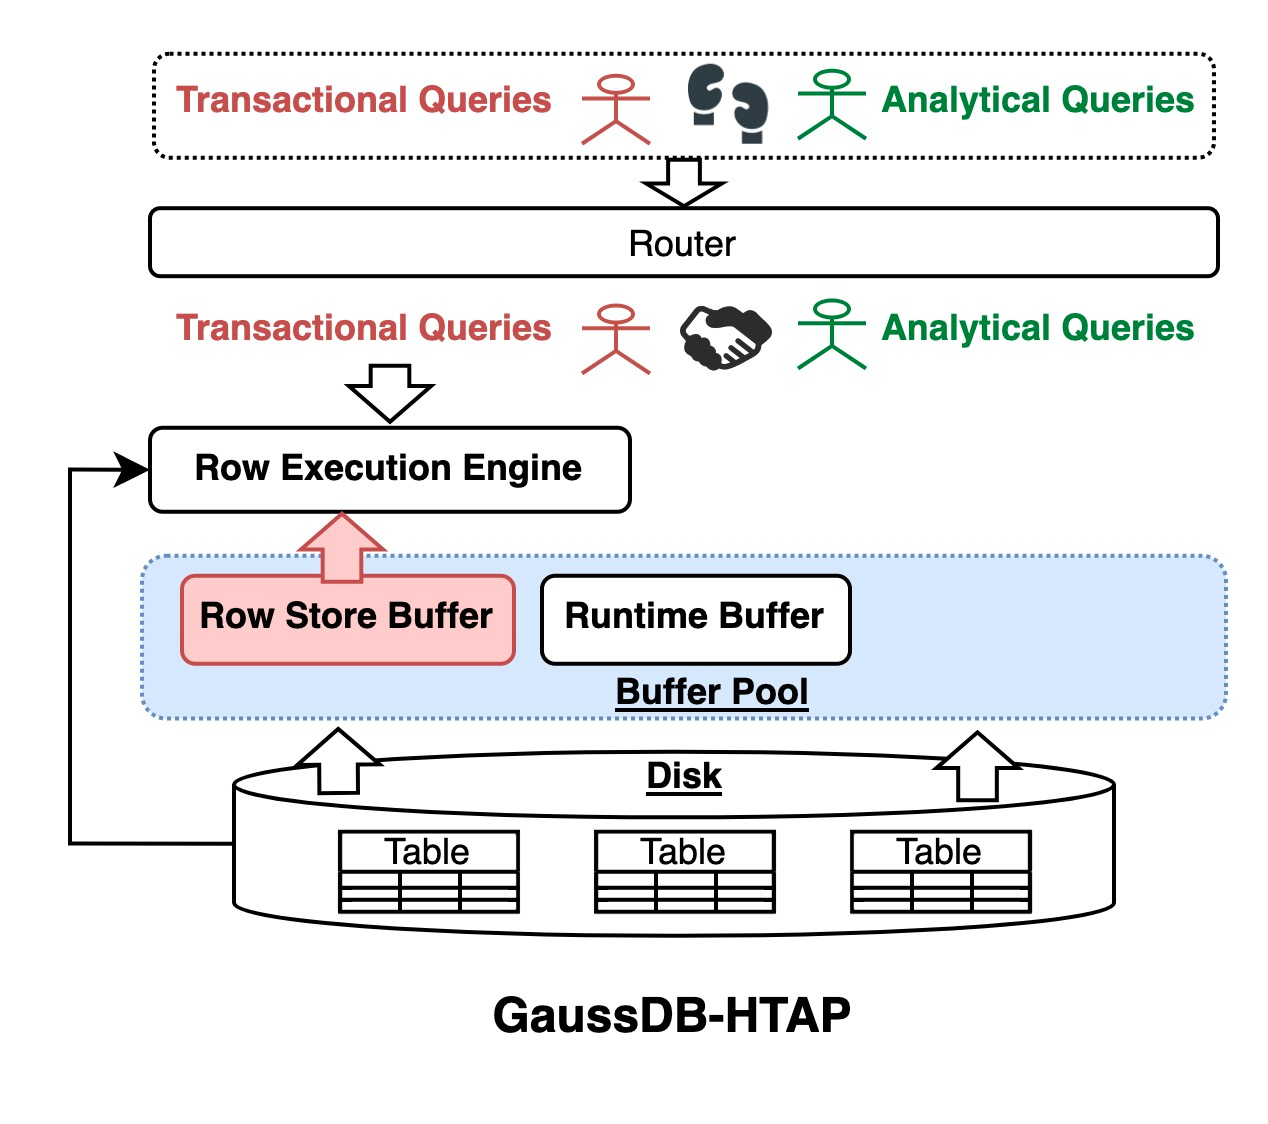 Transactional Queries Analytical Queries
Router
Transactional Queries Analytical Queries
Row Execution Engine
Row Store Buffer Runtime Buffer
Buffer Pool
Disk
Table Table Table
GaussDB-HTAP